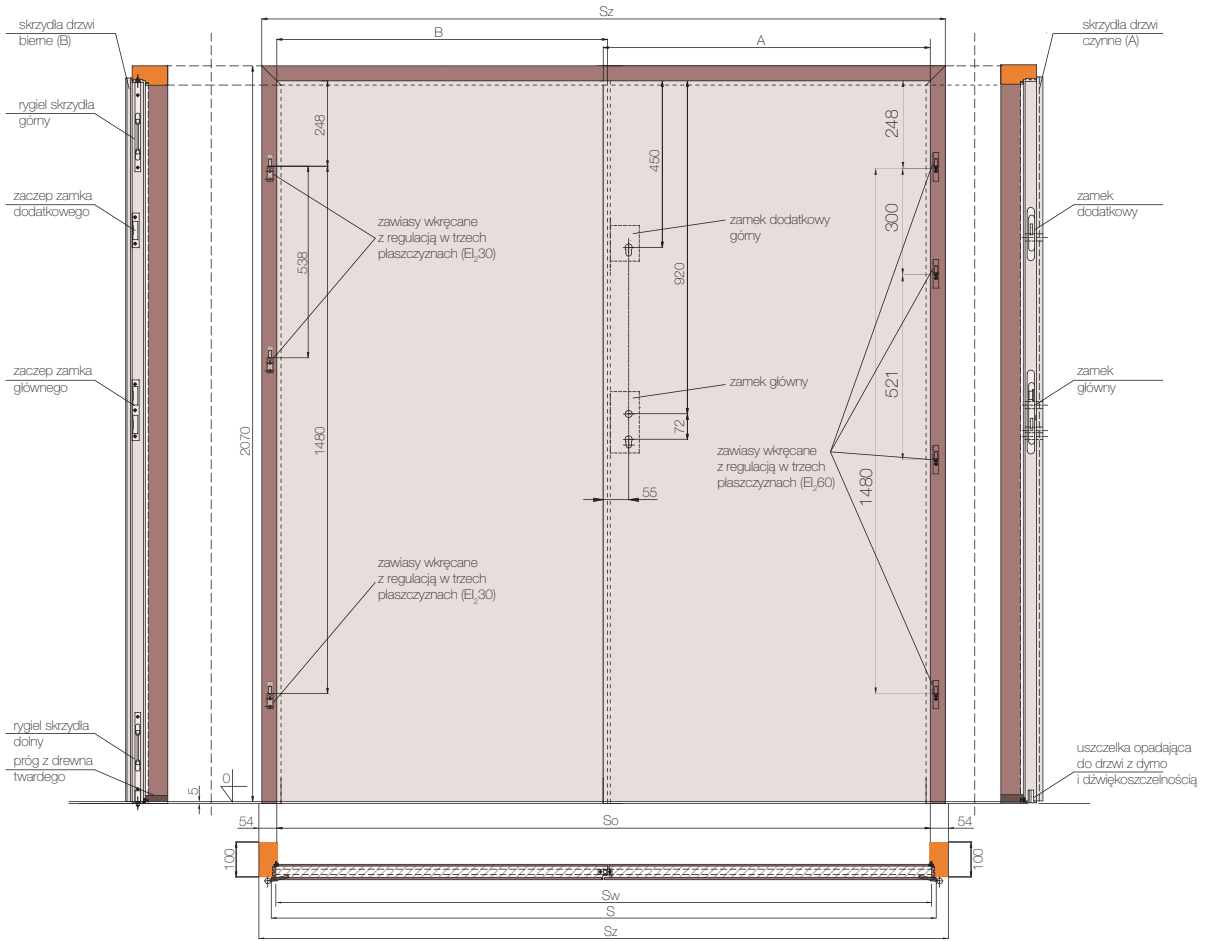 Sz
skrzydła drzwi
bierne (B)
skrzydła drzwi
czynne (A)
B
A
rygiel skrzydła
górny
248
450
248
zaczep zamka
dodatkowego
zawiasy wkręcane
z regulacją w trzech
płaszczyznach (EI₂30)
zamek dodatkowy
górny
zamek
dodatkowy
300
538
920
zaczep zamka
głównego
zamek główny
521
zamek
główny
72
2070
1480
zawiasy wkręcane
z regulacją w trzech
płaszczyznach (EI₂60)
1480
55
zawiasy wkręcane
z regulacją w trzech
płaszczyznach (EI₂30)
rygiel skrzydła
dolny
próg z drewna
twardego
uszczelka opadająca
do drzwi z dymo
i dźwiękoszczelnością
5
0
54
So
54
100
100
Sw
S
Sz